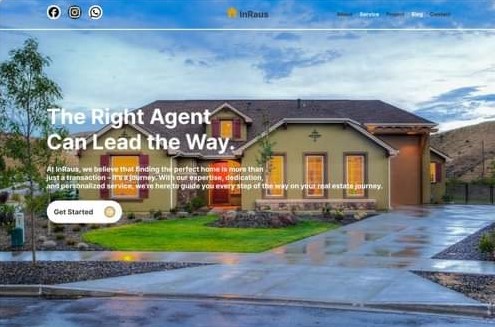 InRaus
About Service Project Blog Contact
The Right Agent
Can Lead the Way.
At InRaus, we believe that finding the perfect home is more than
just a transaction – it's a journey. With our expertise, dedication,
and personalized service, we're here to guide you every step of the way on your real estate journey.
Get Started